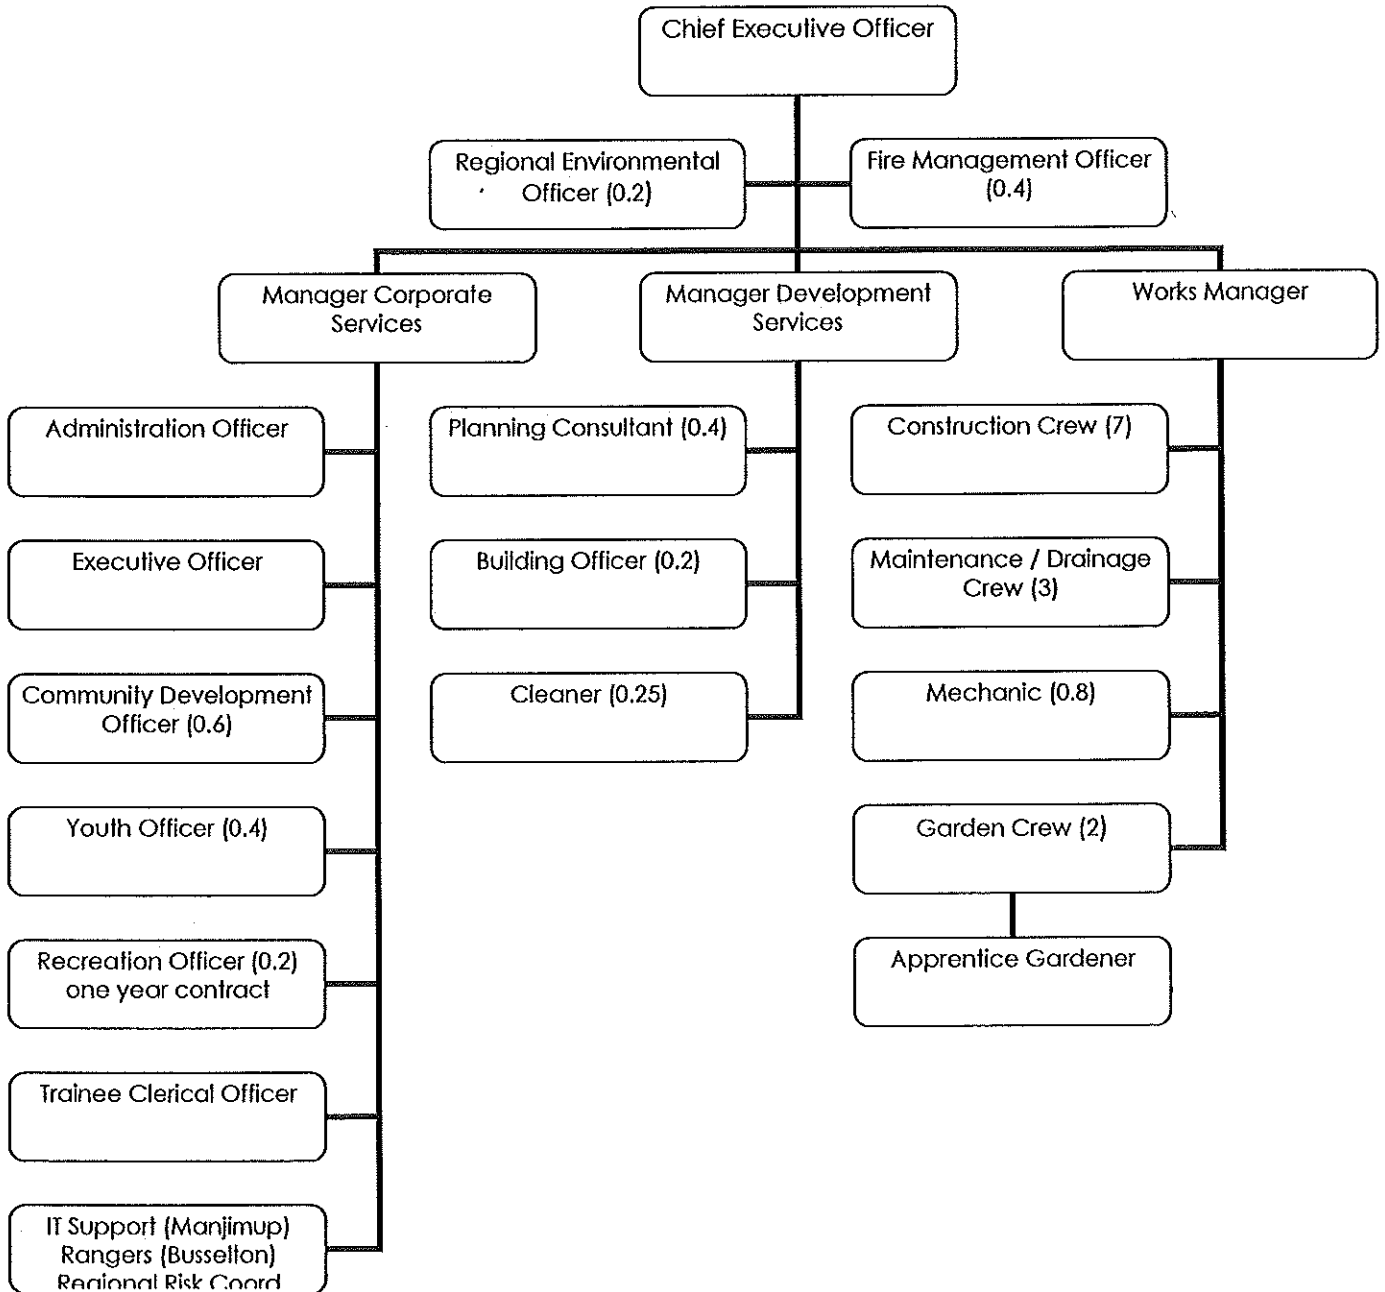 Chief Executive Officer
Regional Environmental
Officer (0.2)
Fire Management Officer
(0.4)
Manager Corporate
Services
Manager Development
Services
Works Manager
Administration Officer
Executive Officer
Community Development
Officer (0.6)
Youth Officer (0.4)
Recreation Officer (0.2)
one year contract
Trainee Clerical Officer
IT Support (Manjimup)
Rangers (Busselton)
Regional Risk Coord
Planning Consultant (0.4)
Building Officer (0.2)
Cleaner (0.25)
Construction Crew (7)
Maintenance / Drainage
Crew (3)
Mechanic (0.8)
Garden Crew (2)
Apprentice Gardener